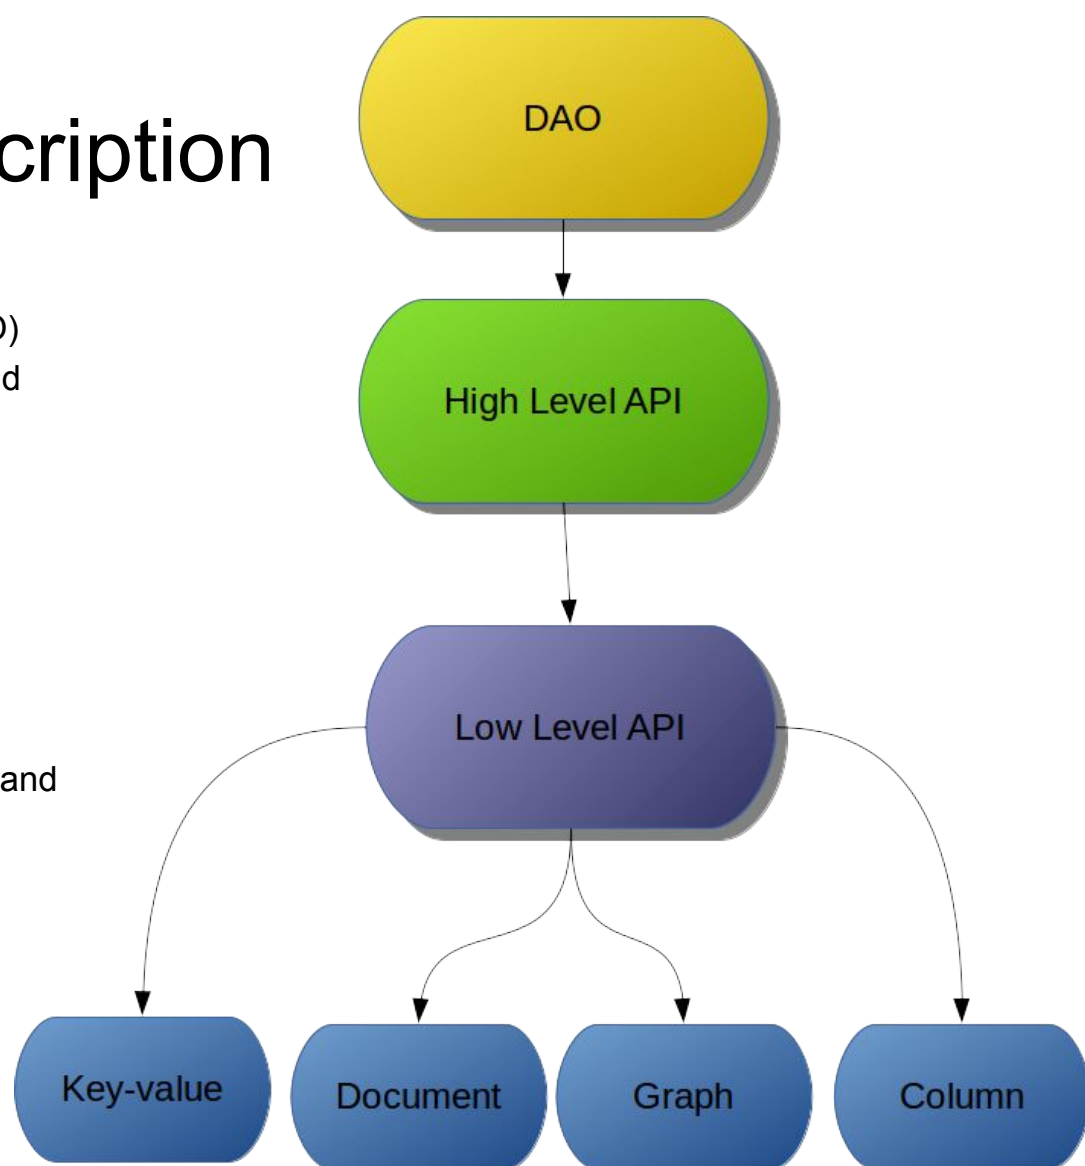 DAO
cription
O)
d
High Level API
Low Level API
and
Key-value
Document
Graph
Column